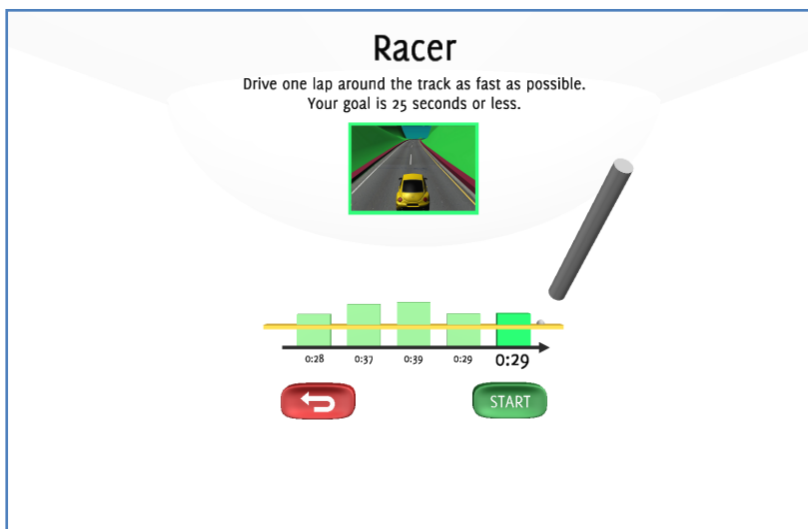 Racer
Drive one lap around the track as fast as possible.
Your goal is 25 seconds or less.
0:28 0:37 0:39 0:29 0:29
START